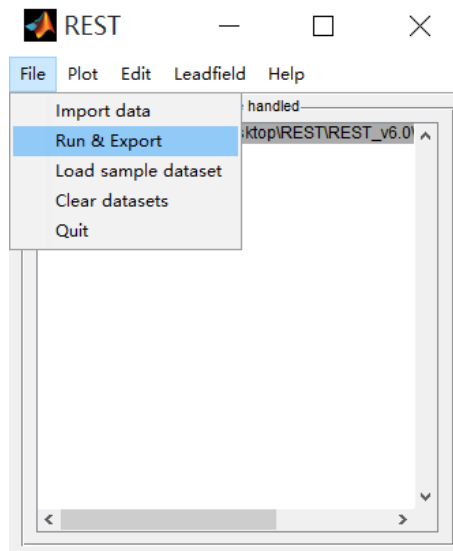 REST
File Plot Edit Leadfield Help
handled
Import data
sktop\REST\REST_v6.0\
Run & Export
Load sample dataset
Clear datasets
Quit